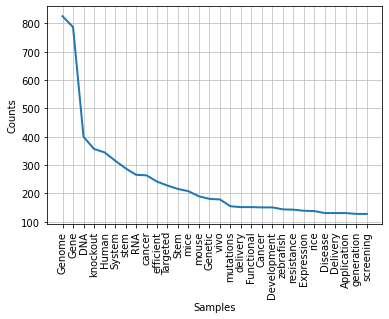 800
700
600
500
400
300
200
100
Counts
Genome
Gene
DNA
knockout
Human
System
stem
RNA
cancer
efficient
Targeted
Stem
mice
mouse
Genetic
vivo
mutations
delivery
Functional
Cancer
Development
zebrafish
resistance
Expression
rice
Disease
Delivery
Application
generation
screening
Samples